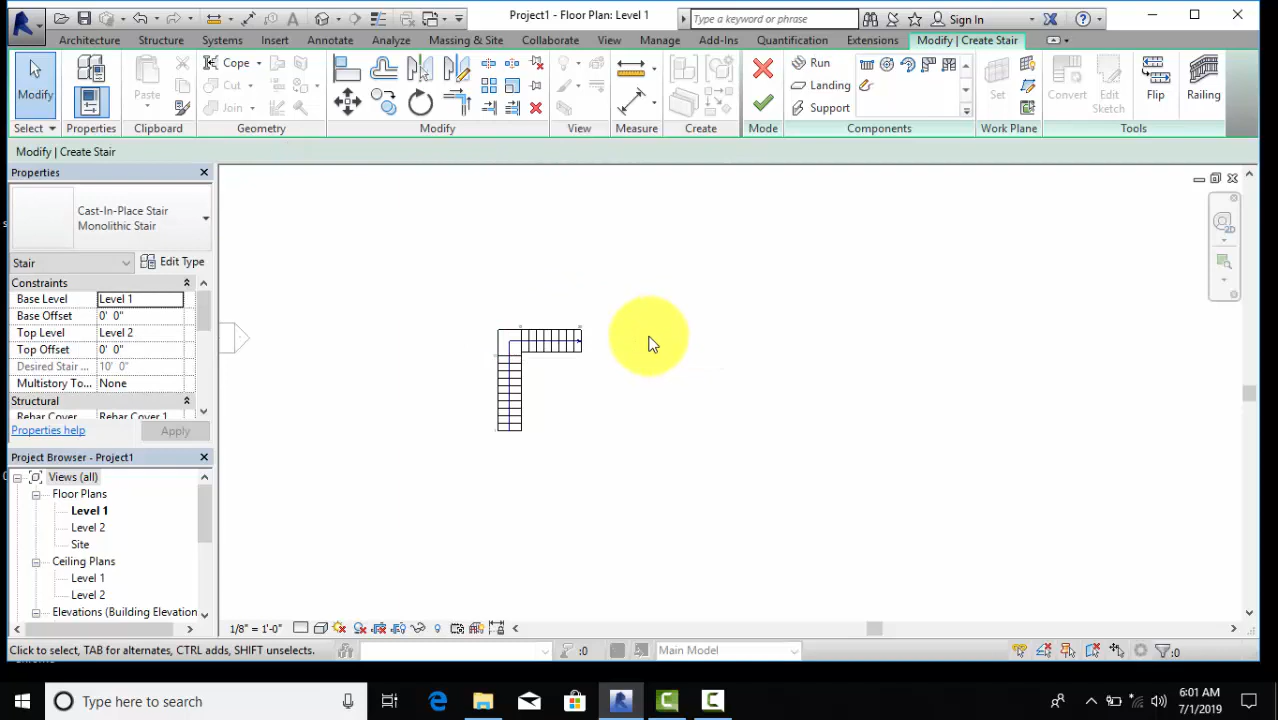 Project1 - Floor Plan: Level 1
Type a keyword or phrase
Sign In
Architecture Structure Systems Insert Annotate Analyze Massing & Site Collaborate View Manage Add-Ins Quantification Extensions Modify | Create Stair
Modify
Select
Properties
Paste
Clipboard
Cope
Cut
Join
Geometry
Modify
View
Measure
Create
Mode
Run
Landing
Support
Components
Set
Work Plane
Convert
Edit
Sketch
Flip
Railing
Tools
Modify | Create Stair
Properties
Cast-In-Place Stair
Monolithic Stair
Stair
Edit Type
Constraints
Base Level Level 1
Base Offset 0' 0"
Top Level Level 2
Top Offset 0' 0"
Desired Stair ... 10' 0"
Multistory To... None
Structural
Rebar Cover Rebar Cover 1
Properties help
Apply
Project Browser - Project1
Views (all)
Floor Plans
Level 1
Level 2
Site
Ceiling Plans
Level 1
Level 2
Elevations (Building Elevation
2D
1/8" = 1'-0"
Click to select, TAB for alternates, CTRL adds, SHIFT unselects.
:0
Main Model
:0
Type here to search
6:01 AM
7/1/2019